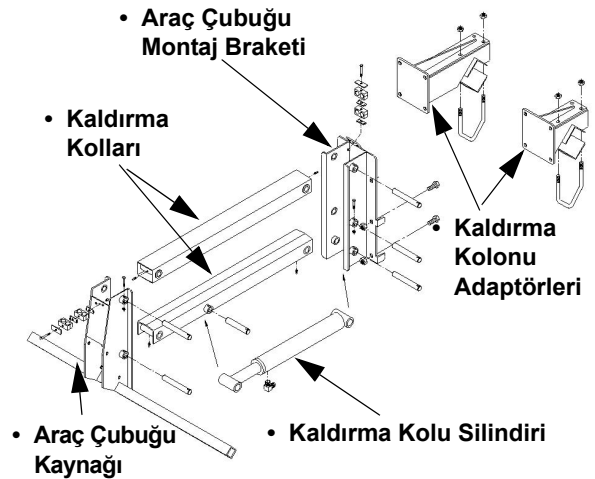 • Araç Çubuğu
Montaj Braketi
• Kaldırma
Kolları
• Kaldırma
Kolonu
Adaptörleri
• Araç Çubuğu
Kaynağı
• Kaldırma Kolu Silindiri